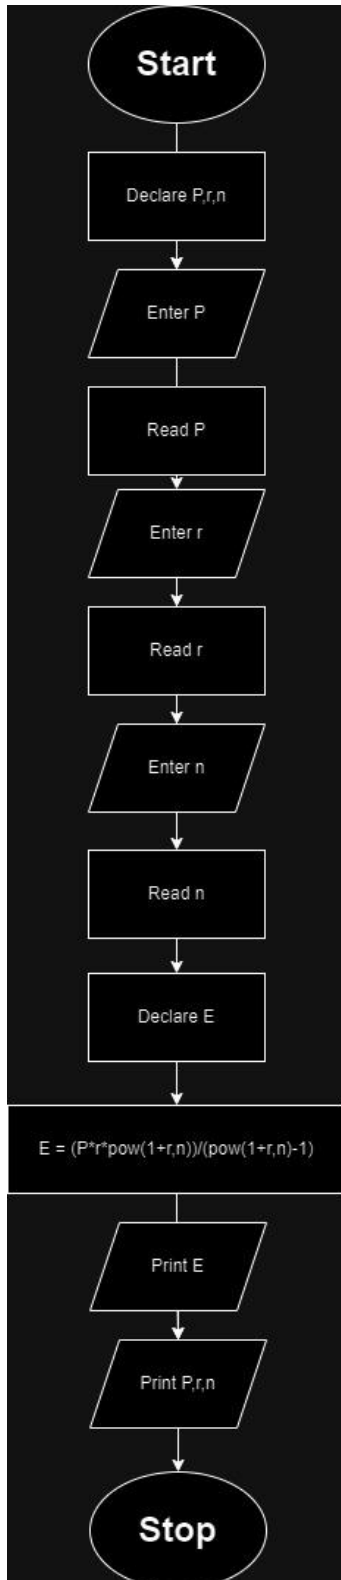 Start
Declare P,r,n
Enter P
Read P
Enter r
Read r
Enter n
Read n
Declare E
E = (P*r*pow(1+r,n))/(pow(1+r,n)-1)
Print E
Print P,r,n
Stop